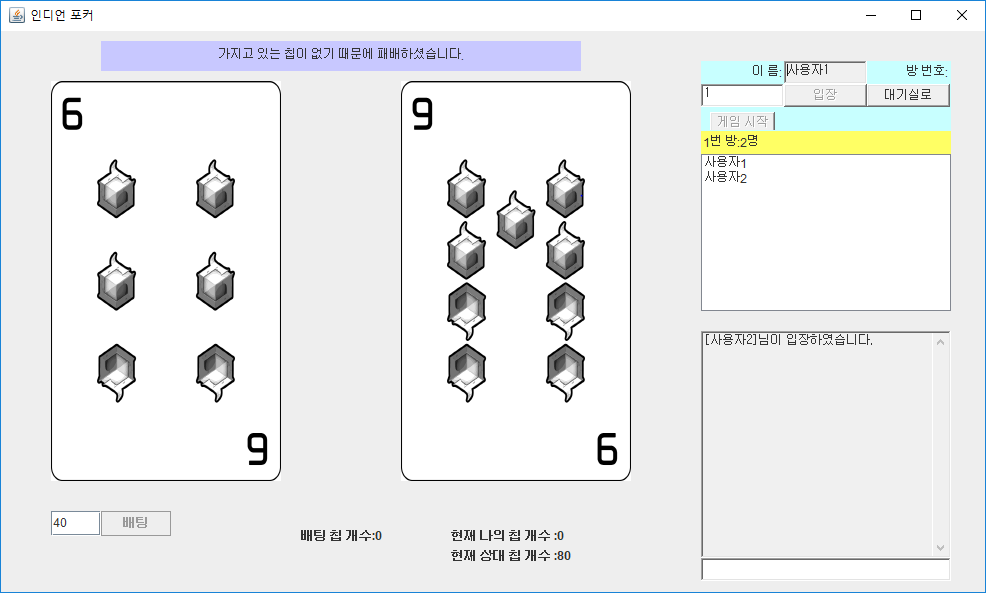 인디언 포커
가지고 있는 칩이 없기 때문에 패배하셨습니다.
6
6
9
9
40
배팅
배팅 칩 개수:0
현재 나의 칩 개수 :0
현재 상대 칩 개수 :80
이 름:
사용자1
방 번호:
1
입장
대기실로
게임 시작
1번 방:2명
사용자1
사용자2
[사용자2]님이 입장하였습니다.